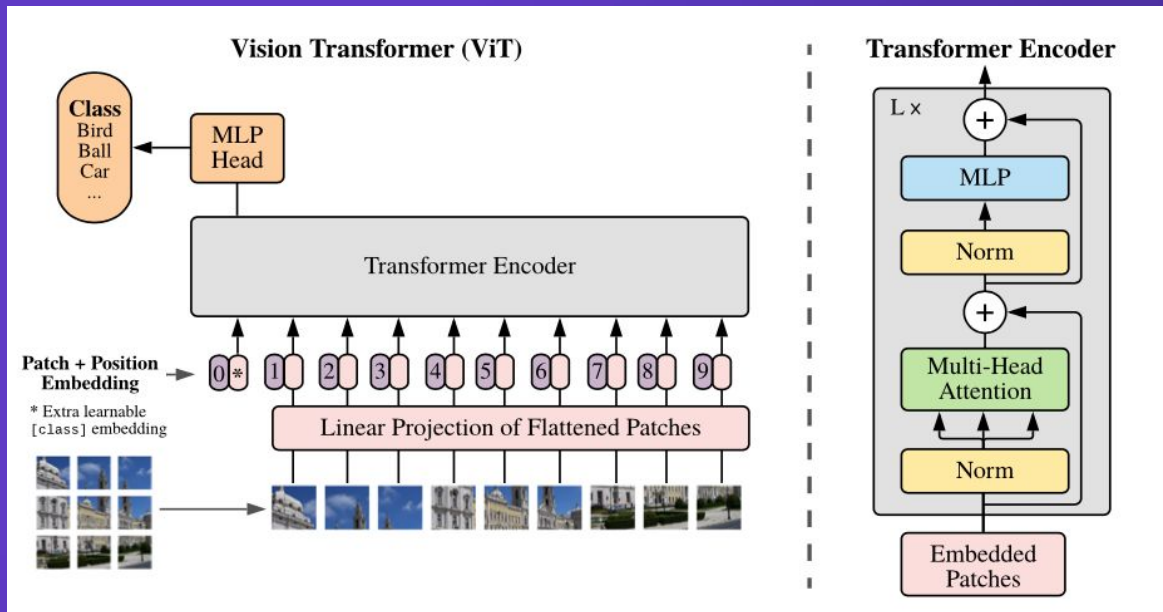 Vision Transformer (ViT)
Class
Bird
Ball
Car
...
MLP
Head
Transformer Encoder
Patch + Position
Embedding
* Extra learnable
[class] embedding
0 * 1 2 3 4 5 6 7 8 9
Linear Projection of Flattened Patches
Transformer Encoder
L ×
+
MLP
Norm
+
Multi-Head
Attention
Norm
Embedded
Patches